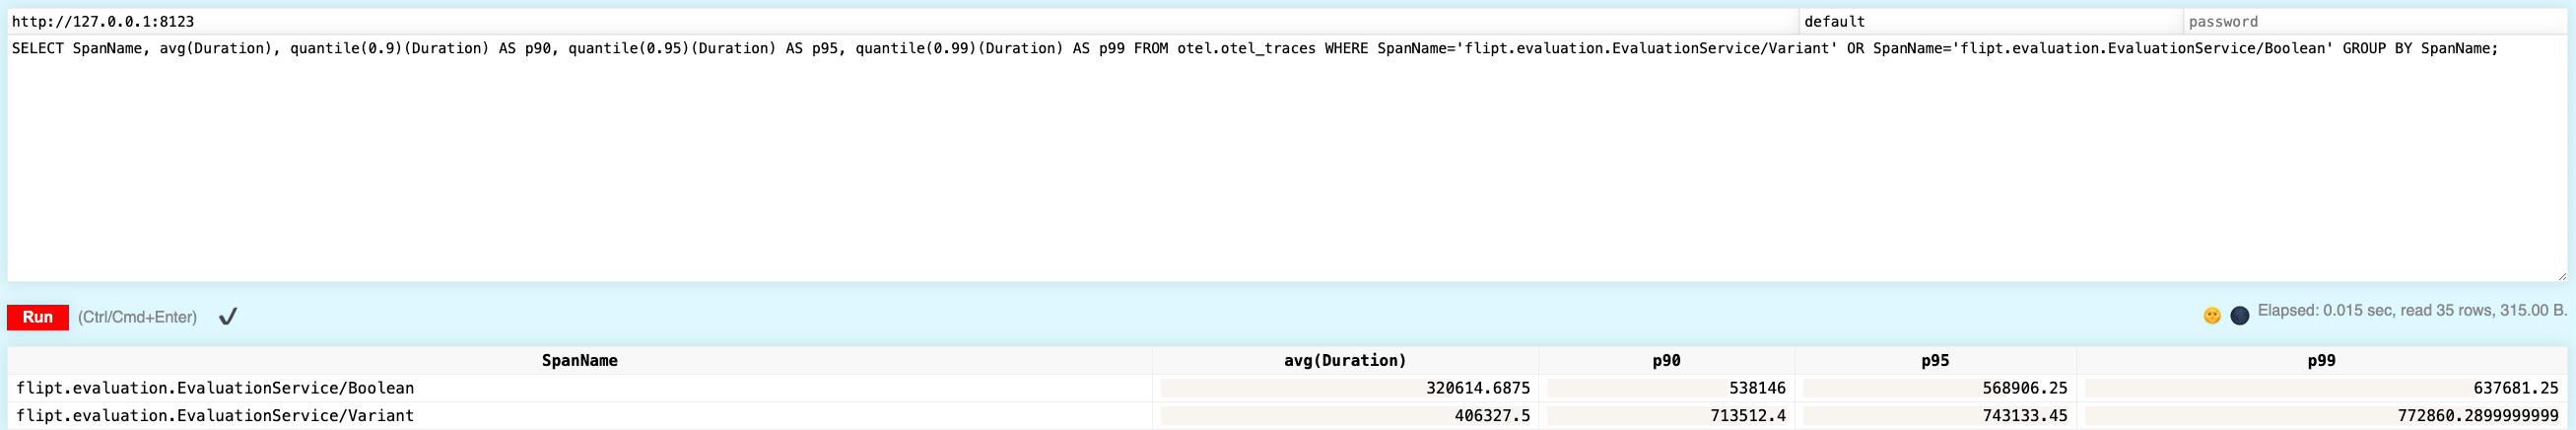 http://127.0.0.1:8123 default password
SELECT SpanName, avg(Duration), quantile(0.9)(Duration) AS p90, quantile(0.95)(Duration) AS p95, quantile(0.99)(Duration) AS p99 FROM otel.otel_traces WHERE SpanName='flipt.evaluation.EvaluationService/Variant' OR SpanName='flipt.evaluation.EvaluationService/Boolean' GROUP BY SpanName;
Run (Ctrl/Cmd+Enter) ✔ Elapsed: 0.015 sec, read 35 rows, 315.00 B.
SpanName avg(Duration) p90 p95 p99
flipt.evaluation.EvaluationService/Boolean 320614.6875 538146 568906.25 637681.25
flipt.evaluation.EvaluationService/Variant 406327.5 713512.4 743133.45 772860.2899999999